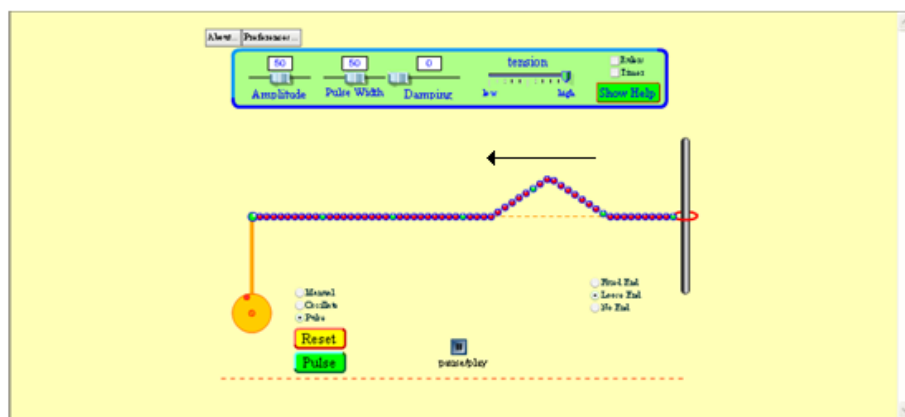 About... Preferences...
50 50 0 tension Ruler
Timer
Amplitude Pulse Width Damping low high Show Help
Manual
Oscillate
Pulse
Fixed End
Loose End
No End
Reset
Pulse
pause/play